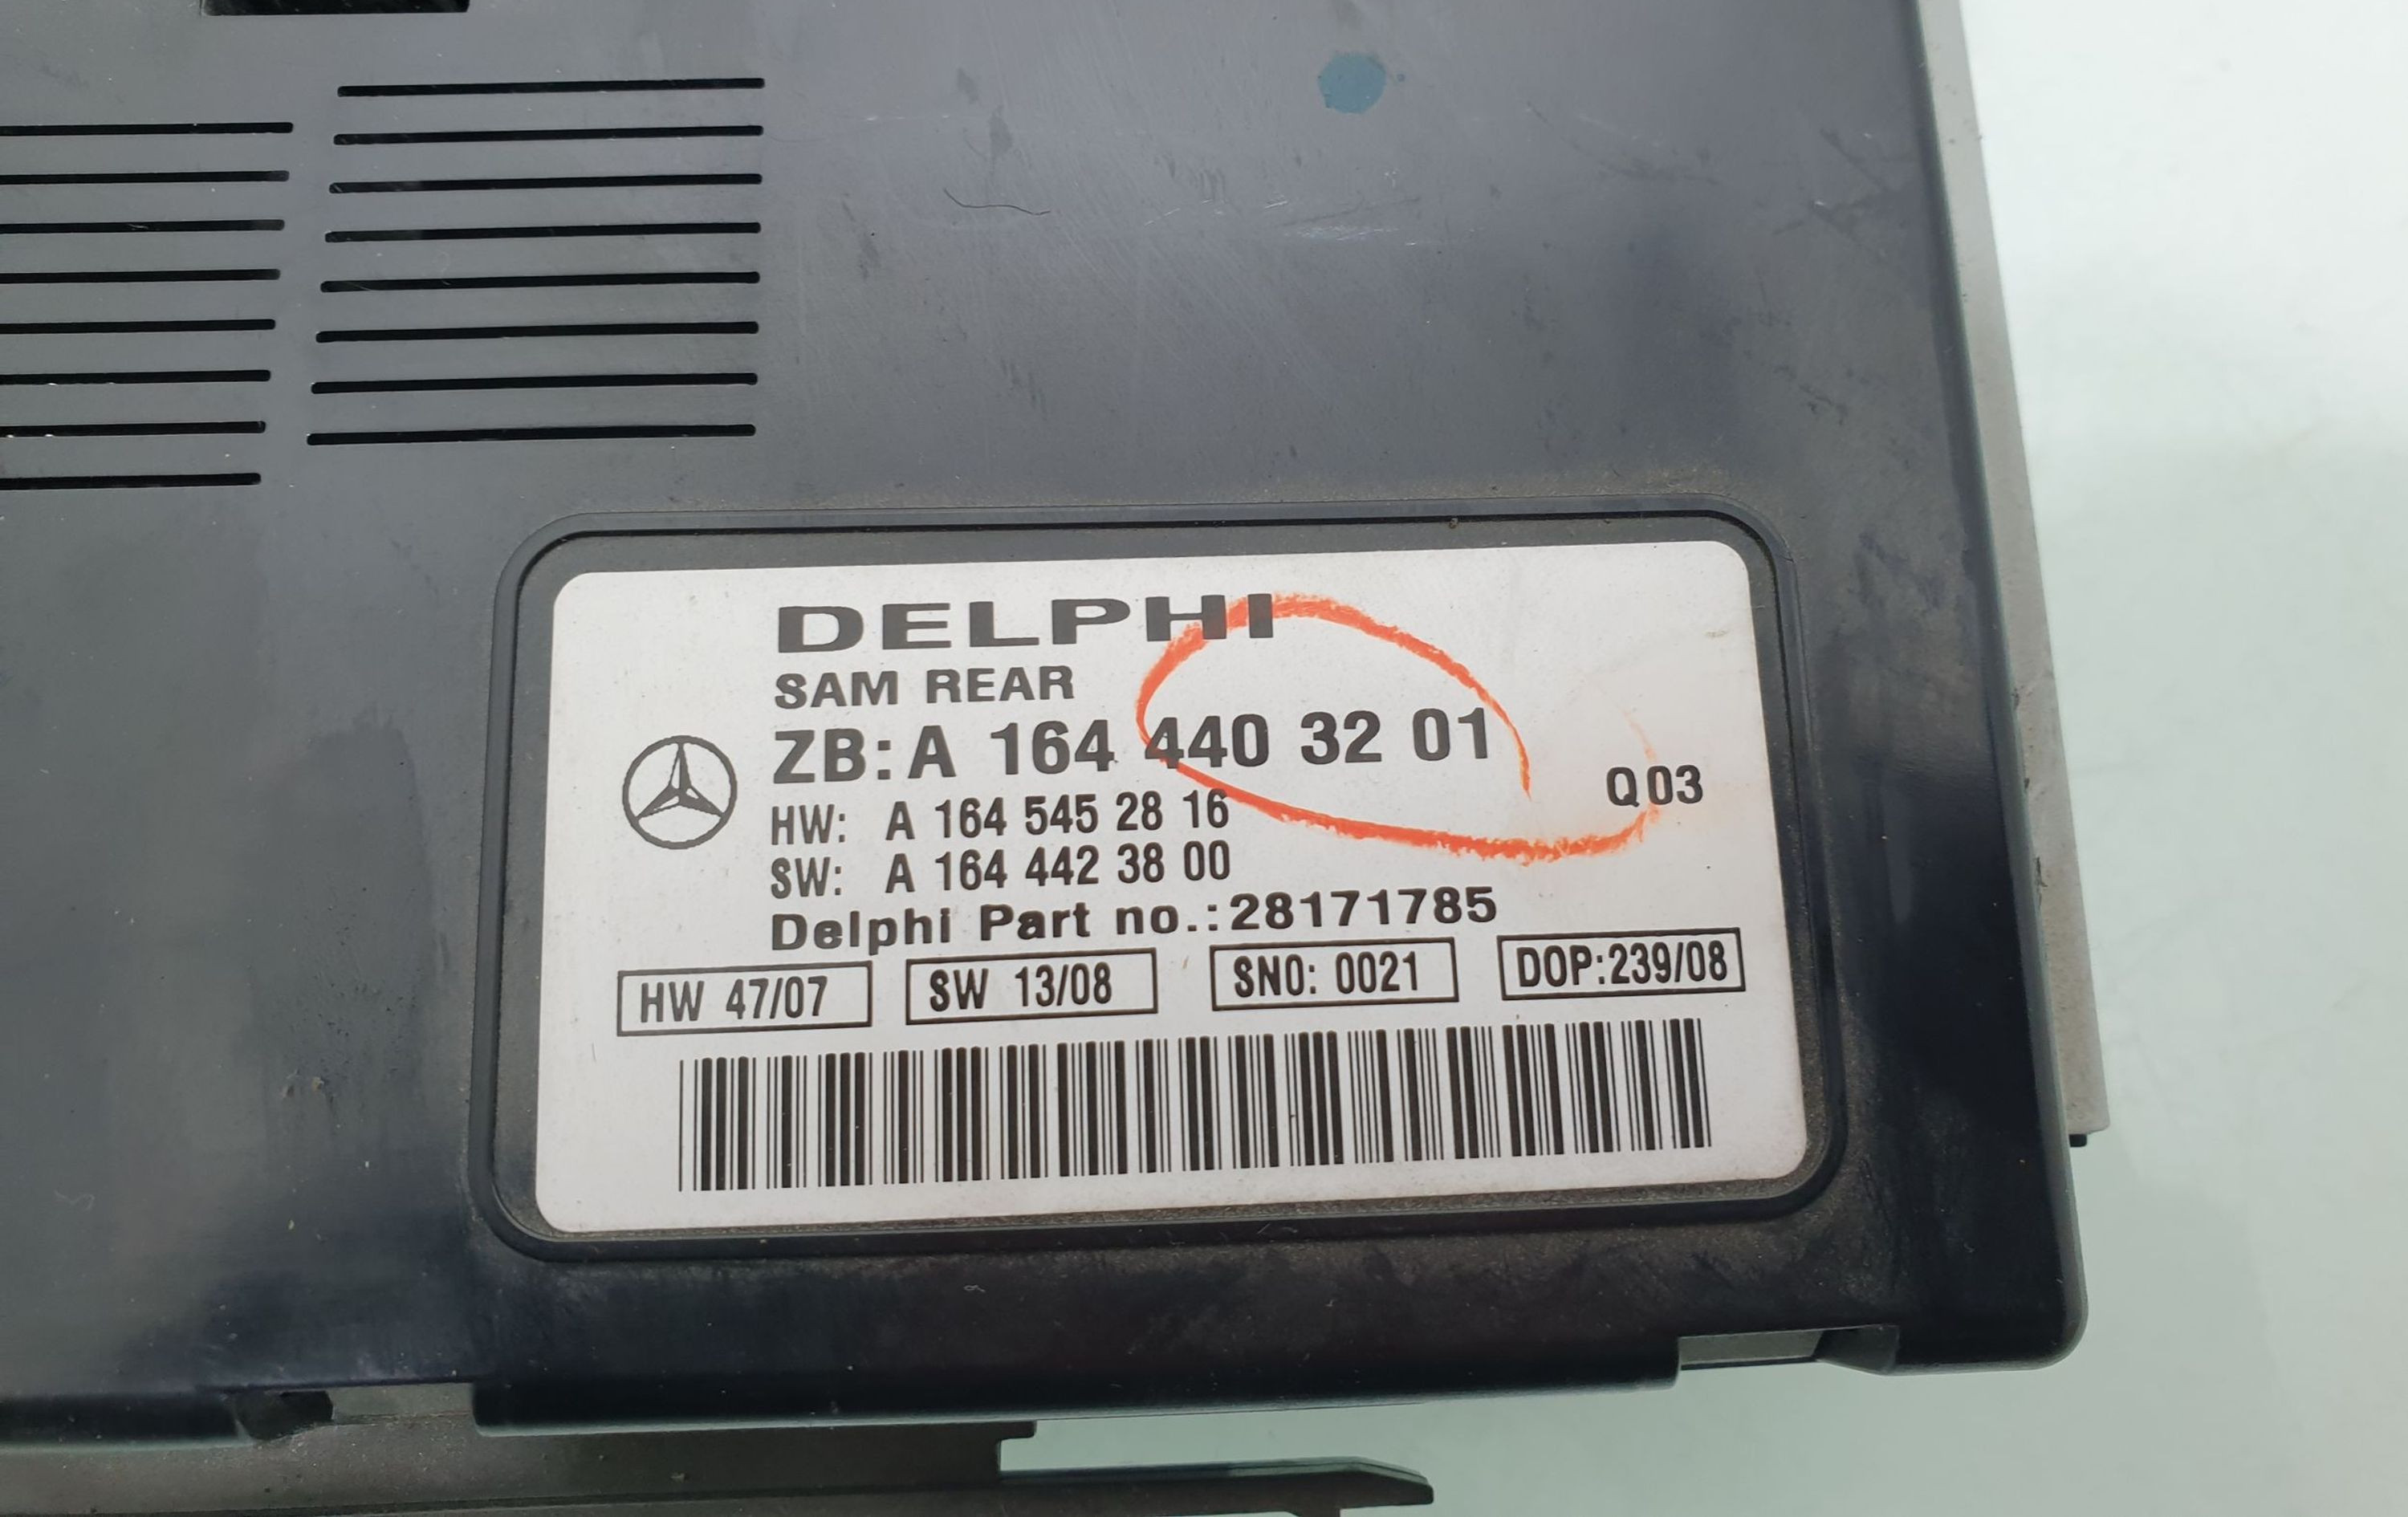 DELPHI
SAM REAR
ZB: A 164 440 32 01
Q03
HW: A 164 545 28 16
SW: A 164 442 38 00
Delphi Part no.:28171785
HW 47/07 SW 13/08 SNO: 0021 DOP:239/08